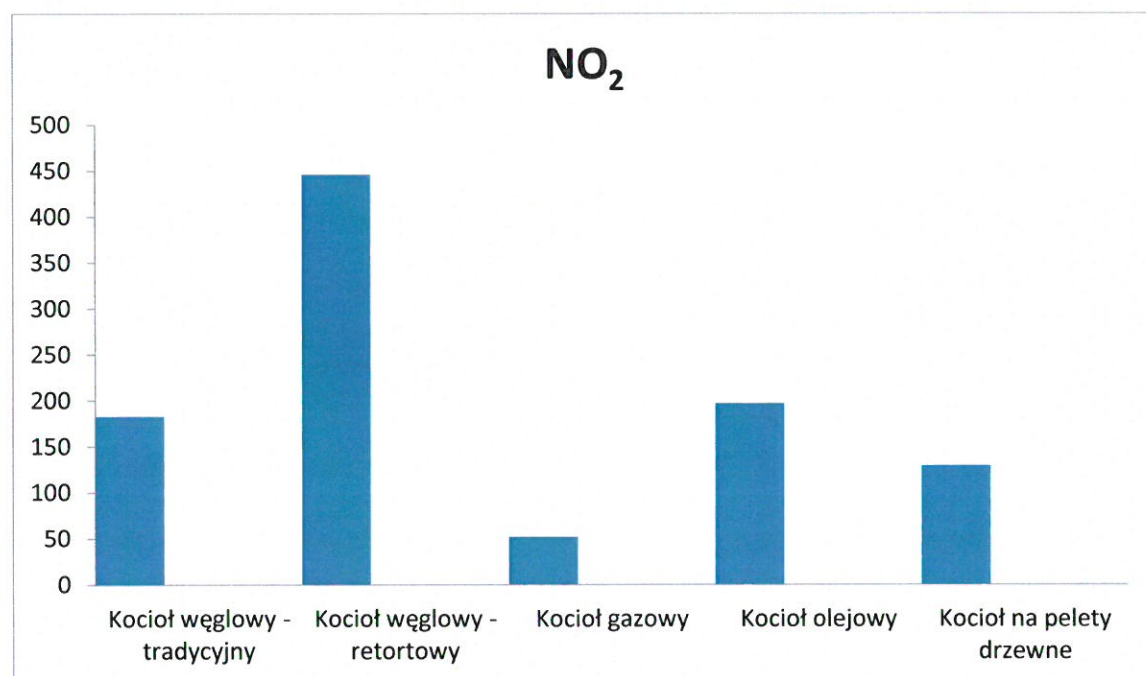 NO₂
500
450
400
350
300
250
200
150
100
50
0
Kocioł węglowy -
tradycyjny
Kocioł węglowy -
retortowy
Kocioł gazowy
Kocioł olejowy
Kocioł na pelety
drzewne